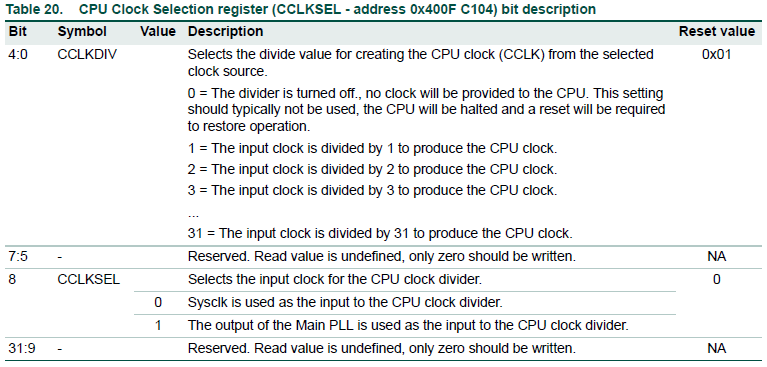 Table 20. CPU Clock Selection register (CCLKSEL - address 0x400F C104) bit description
Bit Symbol Value Description Reset value
4:0 CCLKDIV Selects the divide value for creating the CPU clock (CCLK) from the selected 0x01
clock source.
0 = The divider is turned off., no clock will be provided to the CPU. This setting
should typically not be used, the CPU will be halted and a reset will be required
to restore operation.
1 = The input clock is divided by 1 to produce the CPU clock.
2 = The input clock is divided by 2 to produce the CPU clock.
3 = The input clock is divided by 3 to produce the CPU clock.
...
31 = The input clock is divided by 31 to produce the CPU clock.
7:5 - Reserved. Read value is undefined, only zero should be written. NA
8 CCLKSEL Selects the input clock for the CPU clock divider. 0
0 Sysclk is used as the input to the CPU clock divider.
1 The output of the Main PLL is used as the input to the CPU clock divider.
31:9 - Reserved. Read value is undefined, only zero should be written. NA